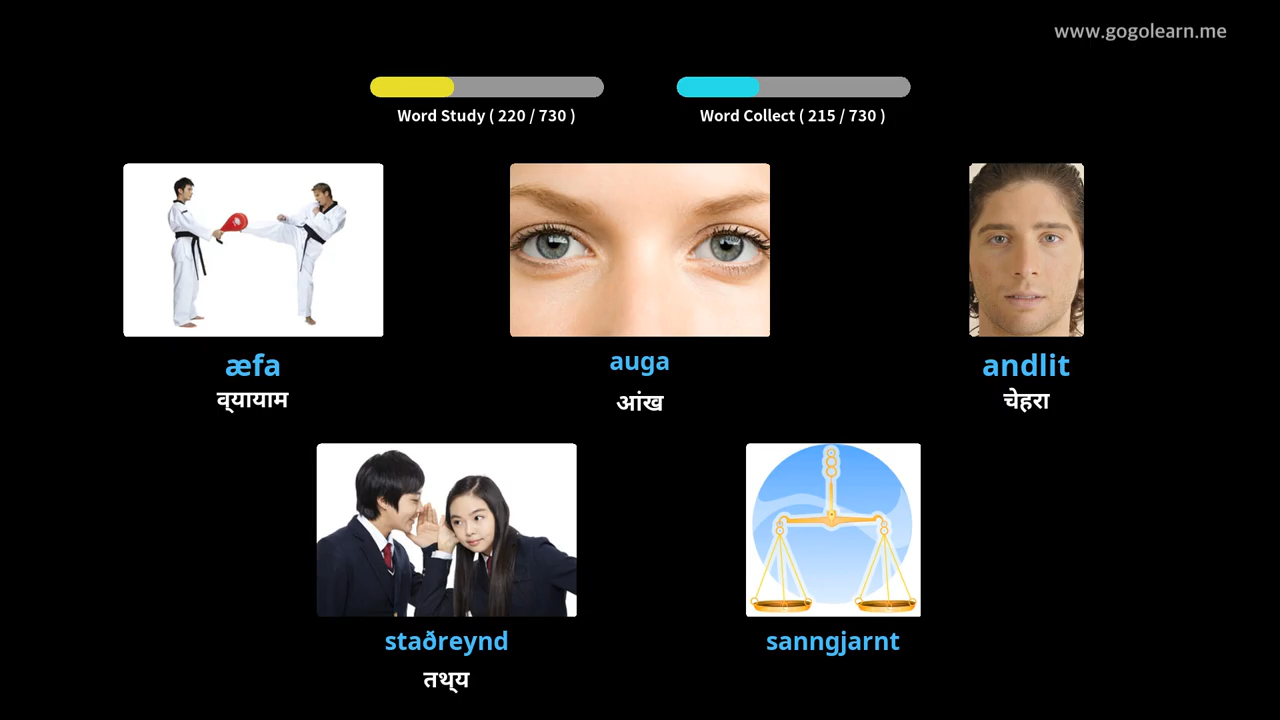 www.gogolearn.me
Word Study ( 220 / 730 )
Word Collect ( 215 / 730 )
æfa
व्यायाम
auga
आंख
andlit
चेहरा
staðreynd
तथ्य
sanngjarnt